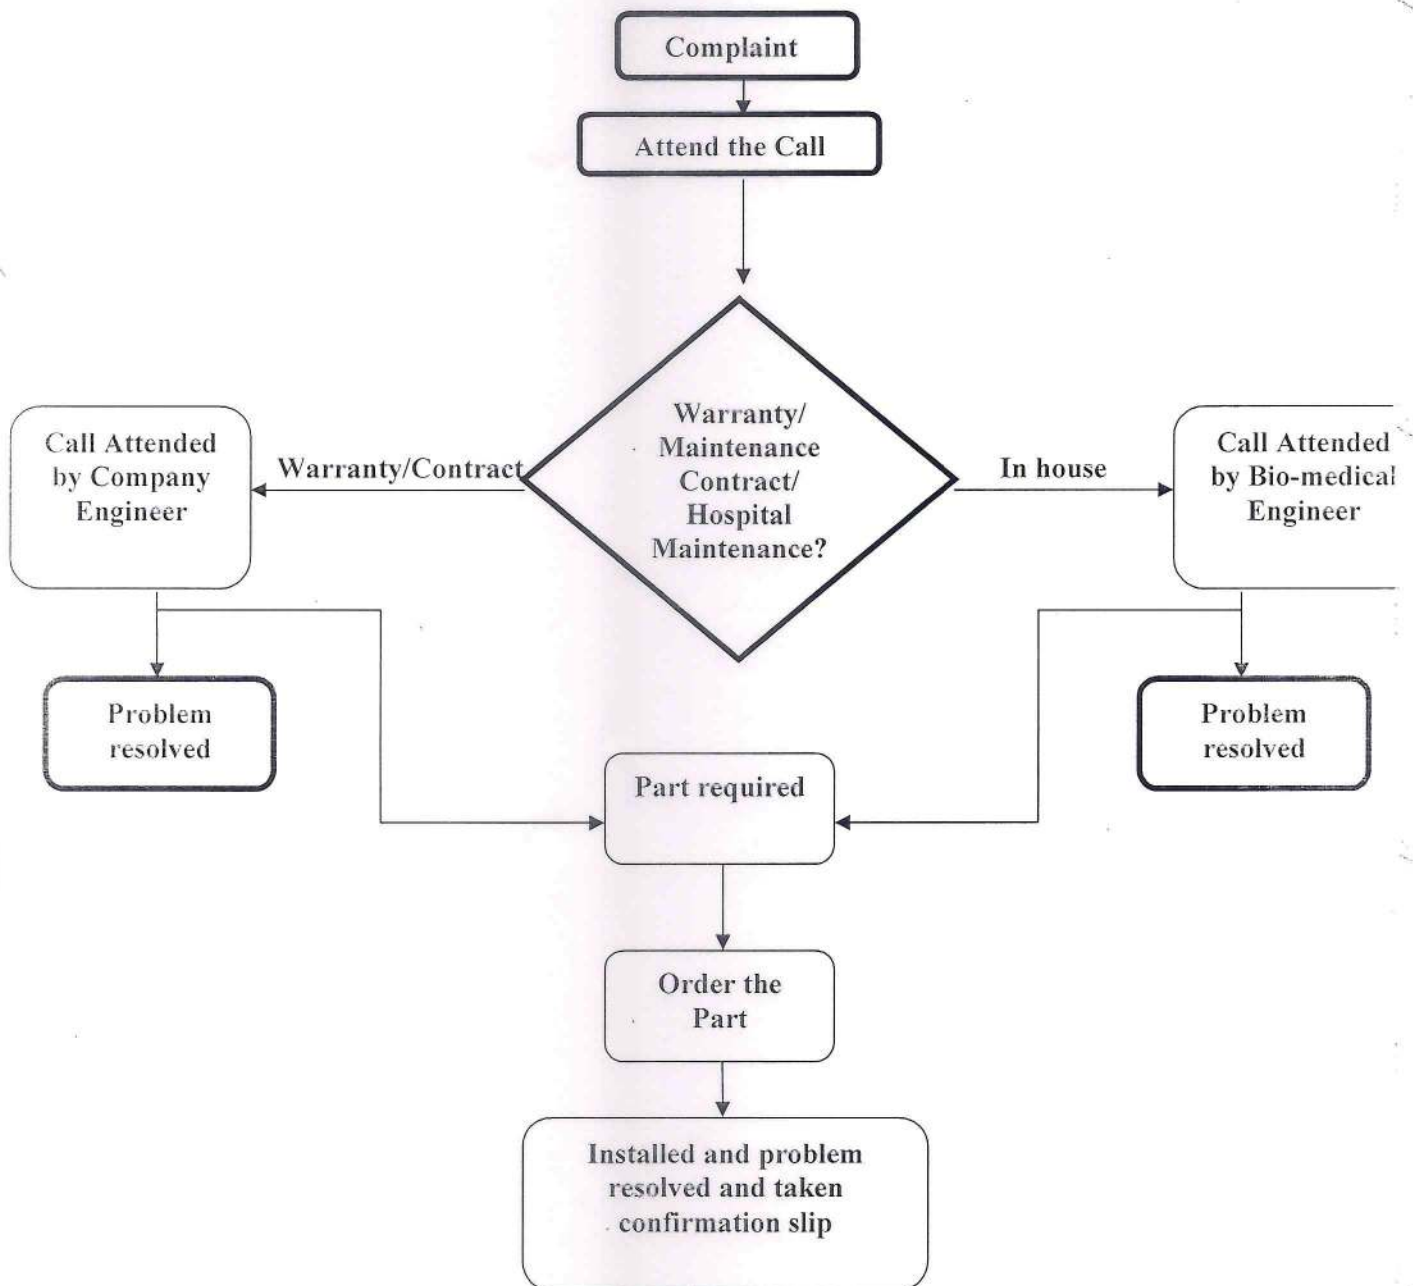 Complaint
Attend the Call
Warranty/
Maintenance
Contract/
Hospital
Maintenance?
Warranty/Contract
In house
Call Attended
by Company
Engineer
Call Attended
by Bio-medical
Engineer
Problem
resolved
Problem
resolved
Part required
Order the
Part
Installed and problem
resolved and taken
confirmation slip